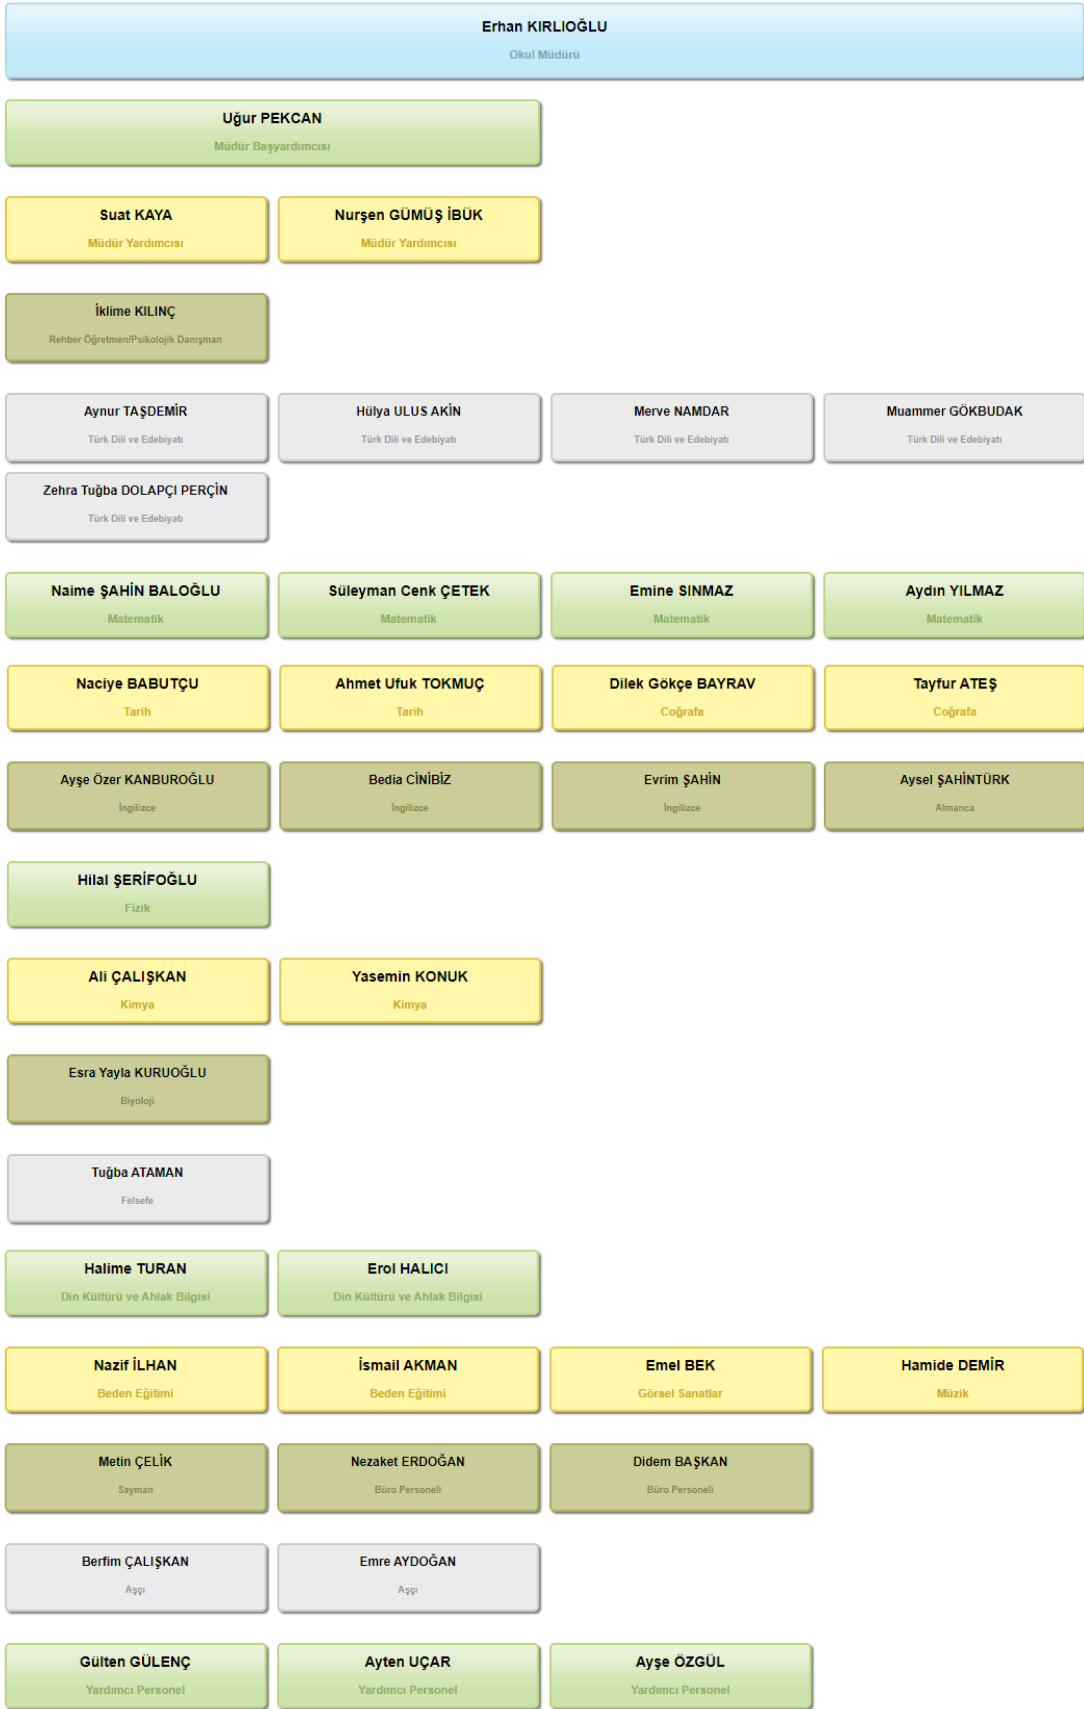 Erhan KIRLIOĞLU
Okul Müdürü
Uğur PEKCAN
Müdür Başyardımcısı
Suat KAYA
Müdür Yardımcısı
Nurşen GÜMÜŞ İBÜK
Müdür Yardımcısı
İklime KILINÇ
Rehber Öğretmen/Psikolojik Danışman
Aynur TAŞDEMİR
Türk Dili ve Edebiyatı
Hülya ULUS AKİN
Türk Dili ve Edebiyatı
Merve NAMDAR
Türk Dili ve Edebiyatı
Muammer GÖKBUDAK
Türk Dili ve Edebiyatı
Zehra Tuğba DOLAPÇI PERÇİN
Türk Dili ve Edebiyatı
Naime ŞAHİN BALOĞLU
Matematik
Süleyman Cenk ÇETEK
Matematik
Emine SINMAZ
Matematik
Aydın YILMAZ
Matematik
Naciye BABUTÇU
Tarih
Ahmet Ufuk TOKMUÇ
Tarih
Dilek Gökçe BAYRAV
Coğrafa
Tayfur ATEŞ
Coğrafa
Ayşe Özer KANBUROĞLU
İngilizce
Bedia CİNİBİZ
İngilizce
Evrim ŞAHİN
İngilizce
Aysel ŞAHİNTÜRK
Almanca
Hilal ŞERİFOĞLU
Fizik
Ali ÇALIŞKAN
Kimya
Yasemin KONUK
Kimya
Esra Yayla KURUOĞLU
Biyoloji
Tuğba ATAMAN
Felsefe
Halime TURAN
Din Kültürü ve Ahlak Bilgisi
Erol HALICI
Din Kültürü ve Ahlak Bilgisi
Nazif İLHAN
Beden Eğitimi
İsmail AKMAN
Beden Eğitimi
Emel BEK
Görsel Sanatlar
Hamide DEMİR
Müzik
Metin ÇELİK
Sayman
Nezaket ERDOĞAN
Büro Personeli
Didem BAŞKAN
Büro Personeli
Berfim ÇALIŞKAN
Aşçı
Emre AYDOĞAN
Aşçı
Gülten GÜLENÇ
Yardımcı Personel
Ayten UÇAR
Yardımcı Personel
Ayşe ÖZGÜL
Yardımcı Personel